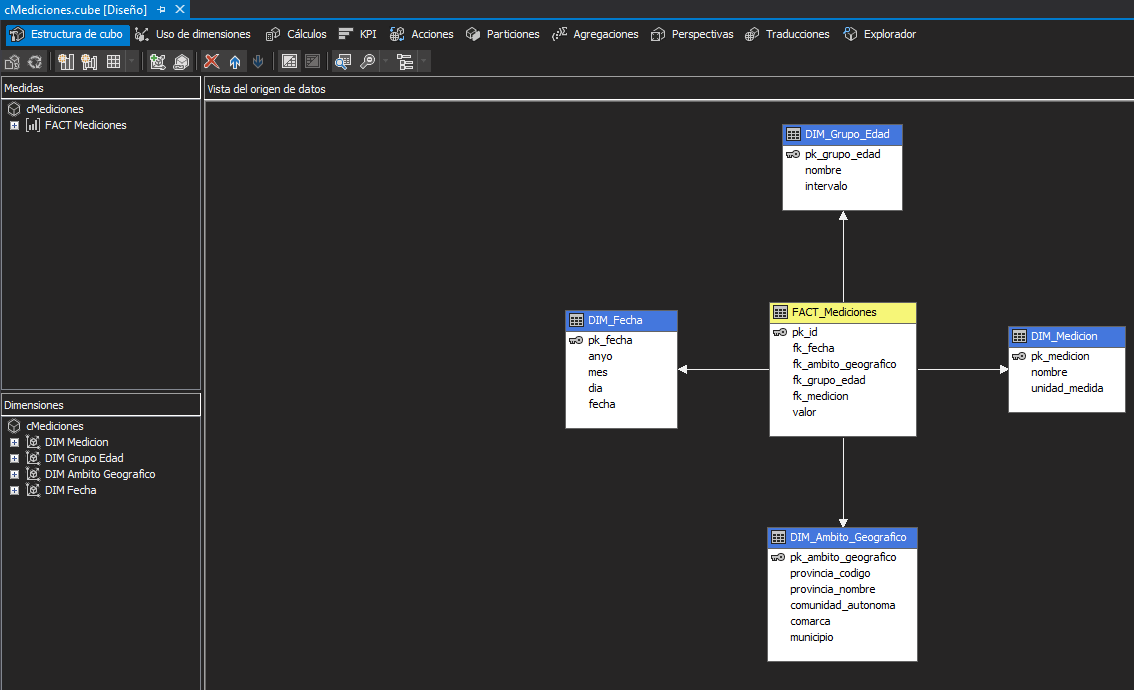 cMediciones.cube [Diseño]
Estructura de cubo Uso de dimensiones Cálculos KPI Acciones Particiones Agregaciones Perspectivas Traducciones Explorador
Medidas
cMediciones
FACT Mediciones
Dimensiones
cMediciones
DIM Medicion
DIM Grupo Edad
DIM Ambito Geografico
DIM Fecha
Vista del origen de datos
DIM_Grupo_Edad
pk_grupo_edad
nombre
intervalo
DIM_Fecha
pk_fecha
anyo
mes
dia
fecha
FACT_Mediciones
pk_id
fk_fecha
fk_ambito_geografico
fk_grupo_edad
fk_medicion
valor
DIM_Medicion
pk_medicion
nombre
unidad_medida
DIM_Ambito_Geografico
pk_ambito_geografico
provincia_codigo
provincia_nombre
comunidad_autonoma
comarca
municipio